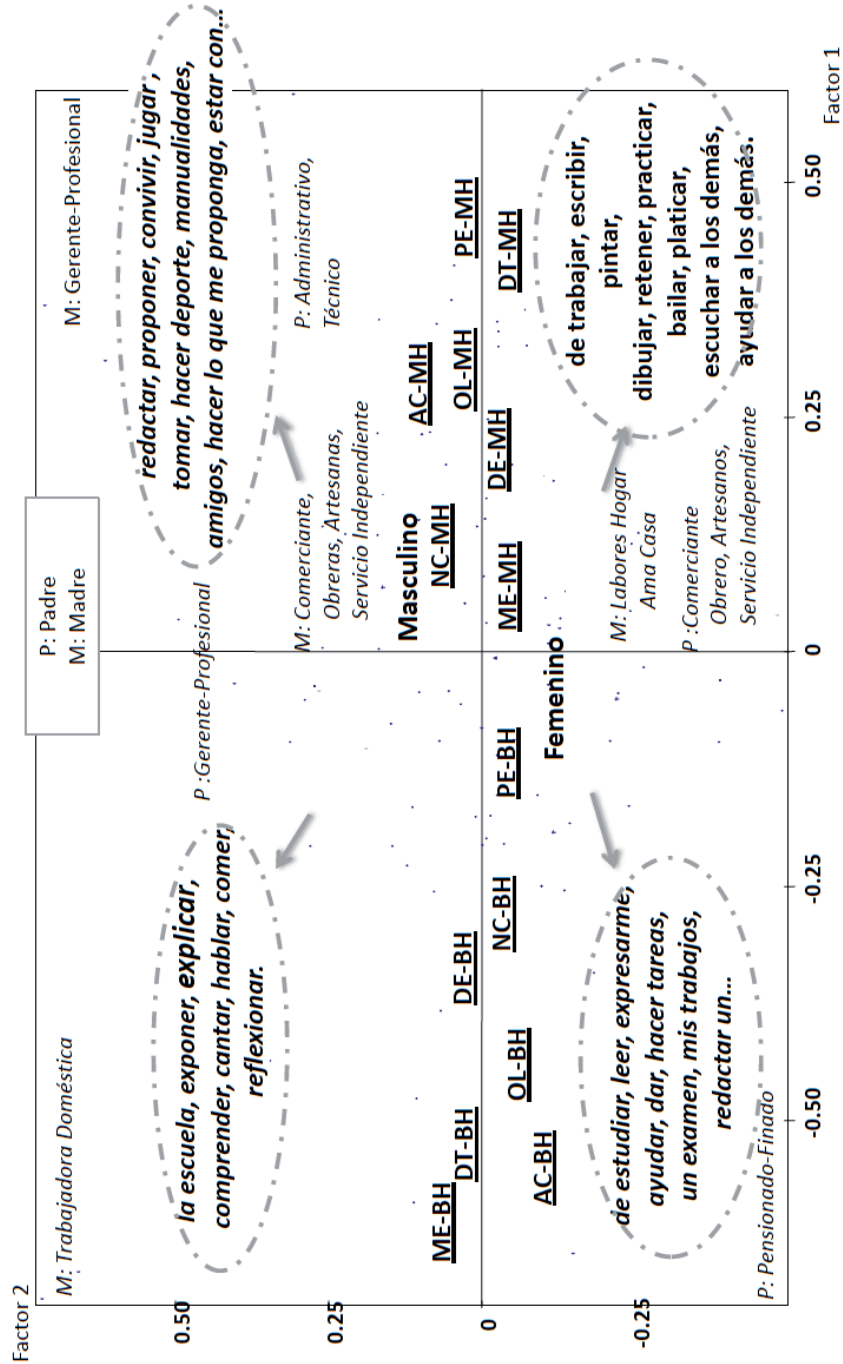 Factor 2
P: Padre
M: Madre
M: Trabajadora Doméstica
M: Gerente-Profesional
la escuela, exponer, explicar,
comprender, cantar, hablar, comer,
reflexionar.
P :Gerente-Profesional
redactar, proponer, convivir, jugar ,
tomar, hacer deporte, manualidades,
amigos, hacer lo que me proponga, estar con...
M: Comerciante,
Obreras, Artesanas,
Servicio Independiente
P: Administrativo,
Técnico
Masculino
ME-BH
DT-BH
DE-BH
NC-MH
AC-MH
OL-MH
PE-MH
AC-BH
OL-BH
NC-BH
PE-BH
Femenino
ME-MH
DE-MH
DT-MH
de estudiar, leer, expresarme,
ayudar, dar, hacer tareas,
un examen, mis trabajos,
redactar un...
P: Pensionado-Finado
M: Labores Hogar
Ama Casa
P :Comerciante
Obrero, Artesanos,
Servicio Independiente
de trabajar, escribir,
pintar,
dibujar, retener, practicar,
bailar, platicar,
escuchar a los demás,
ayudar a los demás.
0.50
0.25
0
-0.25
-0.50
-0.25
0
0.25
0.50
Factor 1